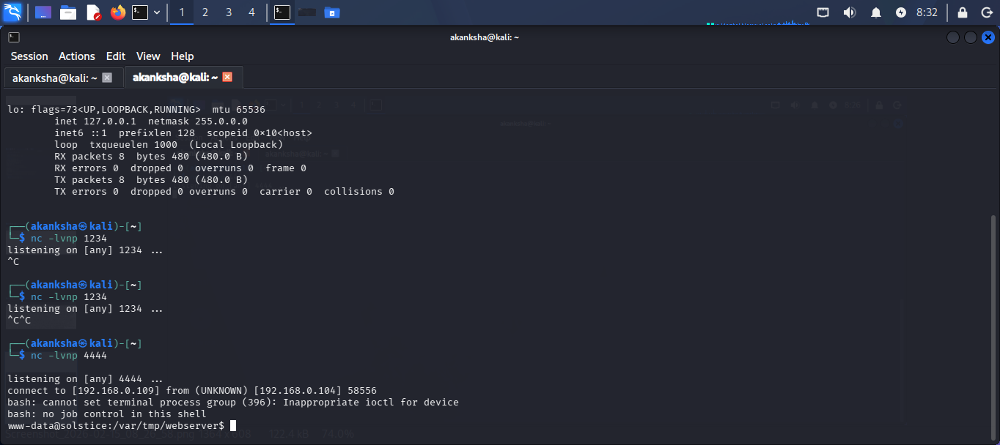 1 2 3 4 8:32
akanksha@kali: ~
Session Actions Edit View Help
akanksha@kali: ~ akanksha@kali: ~
lo: flags=73<UP,LOOPBACK,RUNNING>  mtu 65536
        inet 127.0.0.1  netmask 255.0.0.0
        inet6 ::1  prefixlen 128  scopeid 0×10<host>
        loop  txqueuelen 1000  (Local Loopback)
        RX packets 8  bytes 480 (480.0 B)
        RX errors 0  dropped 0  overruns 0  frame 0
        TX packets 8  bytes 480 (480.0 B)
        TX errors 0  dropped 0 overruns 0  carrier 0  collisions 0
┌──(akanksha㉿kali)-[~]
└─$ nc -lvnp 1234
listening on [any] 1234 ...
^C
┌──(akanksha㉿kali)-[~]
└─$ nc -lvnp 1234
listening on [any] 1234 ...
^C^C
┌──(akanksha㉿kali)-[~]
└─$ nc -lvnp 4444
listening on [any] 4444 ...
connect to [192.168.0.109] from (UNKNOWN) [192.168.0.104] 58556
bash: cannot set terminal process group (396): Inappropriate ioctl for device
bash: no job control in this shell
www-data@solstice:/var/tmp/webserver$